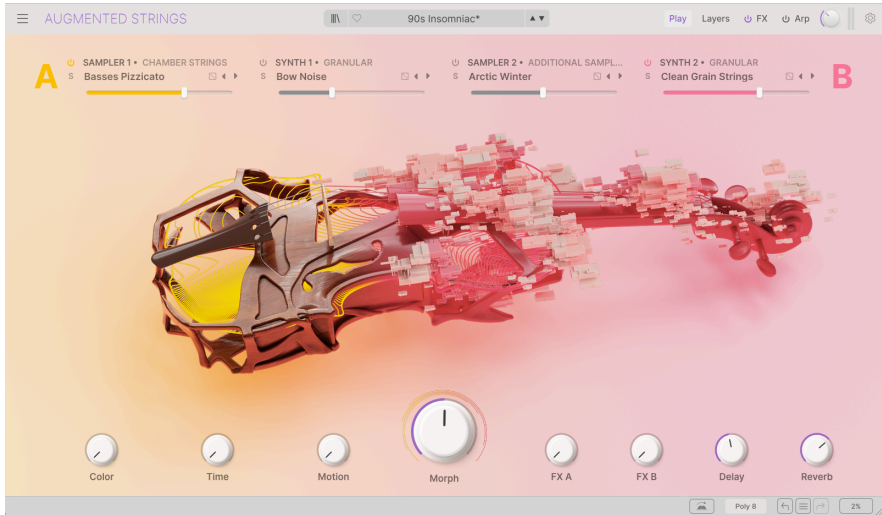 AUGMENTED STRINGS
90s Insomniac*
Play Layers FX Arp
A
SAMPLER 1 • CHAMBER STRINGS
S Basses Pizzicato
SYNTH 1 • GRANULAR
S Bow Noise
SAMPLER 2 • ADDITIONAL SAMPL...
S Arctic Winter
SYNTH 2 • GRANULAR
S Clean Grain Strings
B
Color
Time
Motion
Morph
FX A
FX B
Delay
Reverb
Poly 8
2%